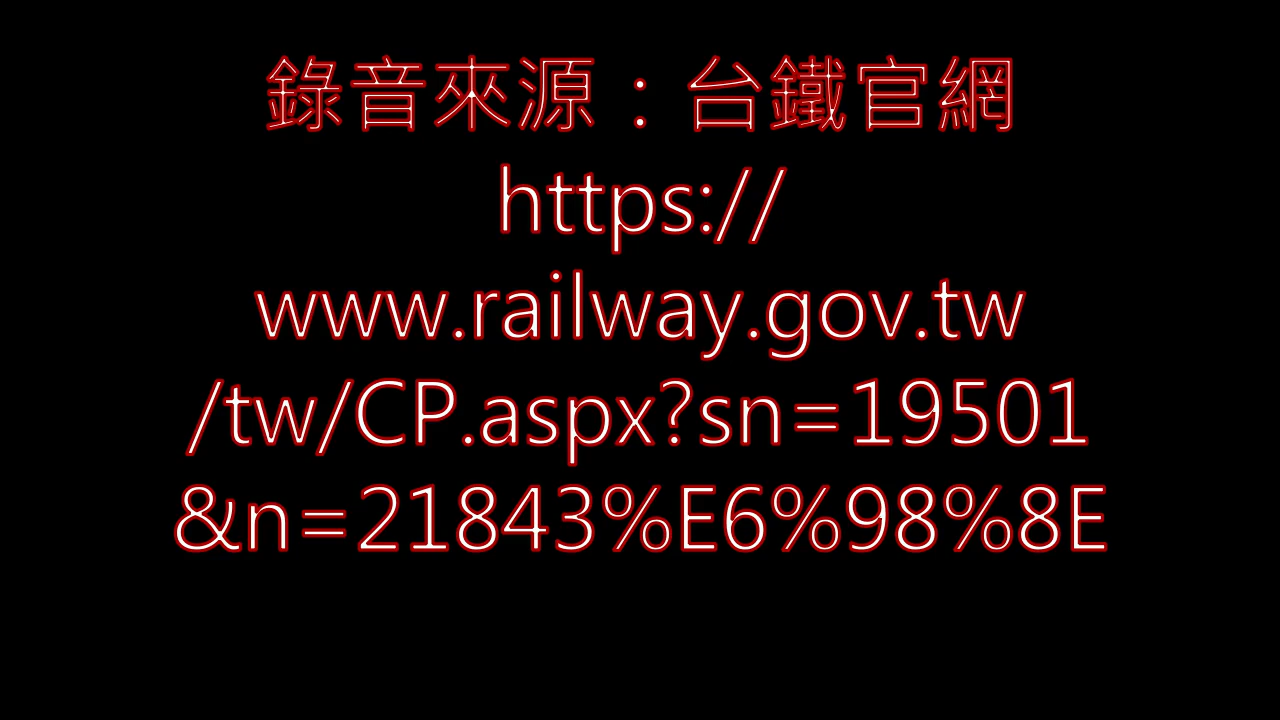 錄音來源：台鐵官網
https://
www.railway.gov.tw
/tw/CP.aspx?sn=19501
&n=21843%E6%98%8E